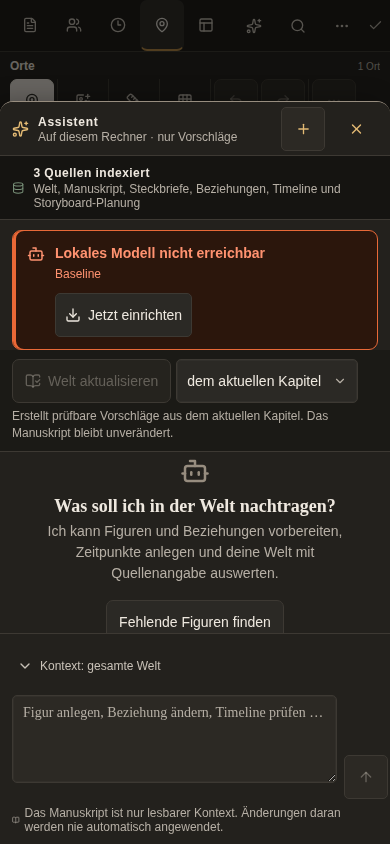 Orte
1 Ort
Assistent
Auf diesem Rechner · nur Vorschläge
3 Quellen indexiert
Welt, Manuskript, Steckbriefe, Beziehungen, Timeline und
Storyboard-Planung
Lokales Modell nicht erreichbar
Baseline
Jetzt einrichten
Welt aktualisieren
dem aktuellen Kapitel
Erstellt prüfbare Vorschläge aus dem aktuellen Kapitel. Das
Manuskript bleibt unverändert.
Was soll ich in der Welt nachtragen?
Ich kann Figuren und Beziehungen vorbereiten,
Zeitpunkte anlegen und deine Welt mit
Quellenangabe auswerten.
Fehlende Figuren finden
Kontext: gesamte Welt
Figur anlegen, Beziehung ändern, Timeline prüfen …
Das Manuskript ist nur lesbarer Kontext. Änderungen daran
werden nie automatisch angewendet.